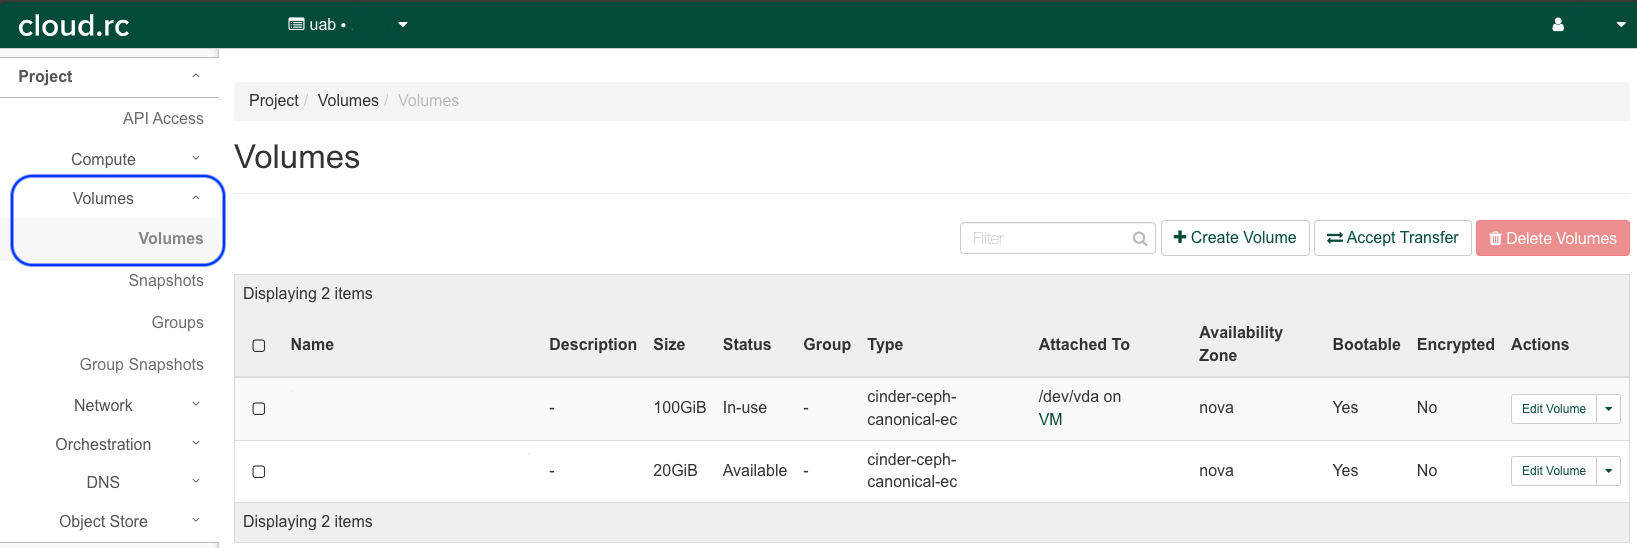 cloud.rc
uab •
Project
API Access
Compute
Volumes
Volumes
Snapshots
Groups
Group Snapshots
Network
Orchestration
DNS
Object Store
Project / Volumes / Volumes
Volumes
Filter
Create Volume
Accept Transfer
Delete Volumes
Displaying 2 items
Name Description Size Status Group Type Attached To Availability Zone Bootable Encrypted Actions
- 100GiB In-use - cinder-ceph-canonical-ec /dev/vda on VM nova Yes No Edit Volume
- 20GiB Available - cinder-ceph-canonical-ec nova Yes No Edit Volume
Displaying 2 items